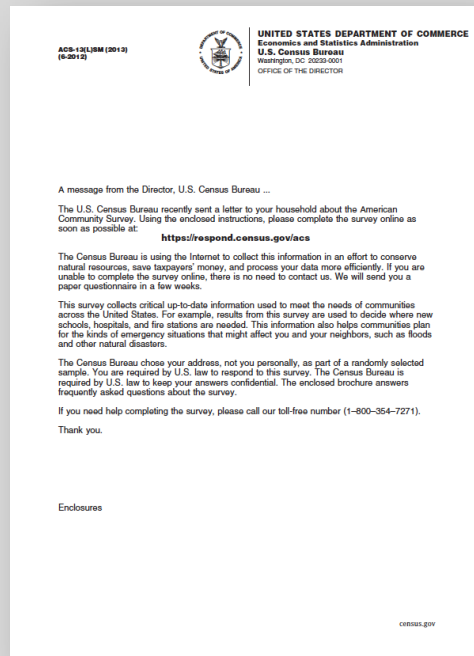 ACS-13(L)SM (2013)
(6-2012)
UNITED STATES DEPARTMENT OF COMMERCE
Economics and Statistics Administration
U.S. Census Bureau
Washington, DC 20233-0001
OFFICE OF THE DIRECTOR
DEPARTMENT OF COMMERCE
UNITED STATES OF AMERICA
A message from the Director, U.S. Census Bureau ...
The U.S. Census Bureau recently sent a letter to your household about the American
Community Survey. Using the enclosed instructions, please complete the survey online as
soon as possible at:
https://respond.census.gov/acs
The Census Bureau is using the Internet to collect this information in an effort to conserve
natural resources, save taxpayers' money, and process your data more efficiently. If you are
unable to complete the survey online, there is no need to contact us. We will send you a
paper questionnaire in a few weeks.
This survey collects critical up-to-date information used to meet the needs of communities
across the United States. For example, results from this survey are used to decide where new
schools, hospitals, and fire stations are needed. This information also helps communities plan
for the kinds of emergency situations that might affect you and your neighbors, such as floods
and other natural disasters.
The Census Bureau chose your address, not you personally, as part of a randomly selected
sample. You are required by U.S. law to respond to this survey. The Census Bureau is
required by U.S. law to keep your answers confidential. The enclosed brochure answers
frequently asked questions about the survey.
If you need help completing the survey, please call our toll-free number (1–800–354–7271).
Thank you.
Enclosures
census.gov